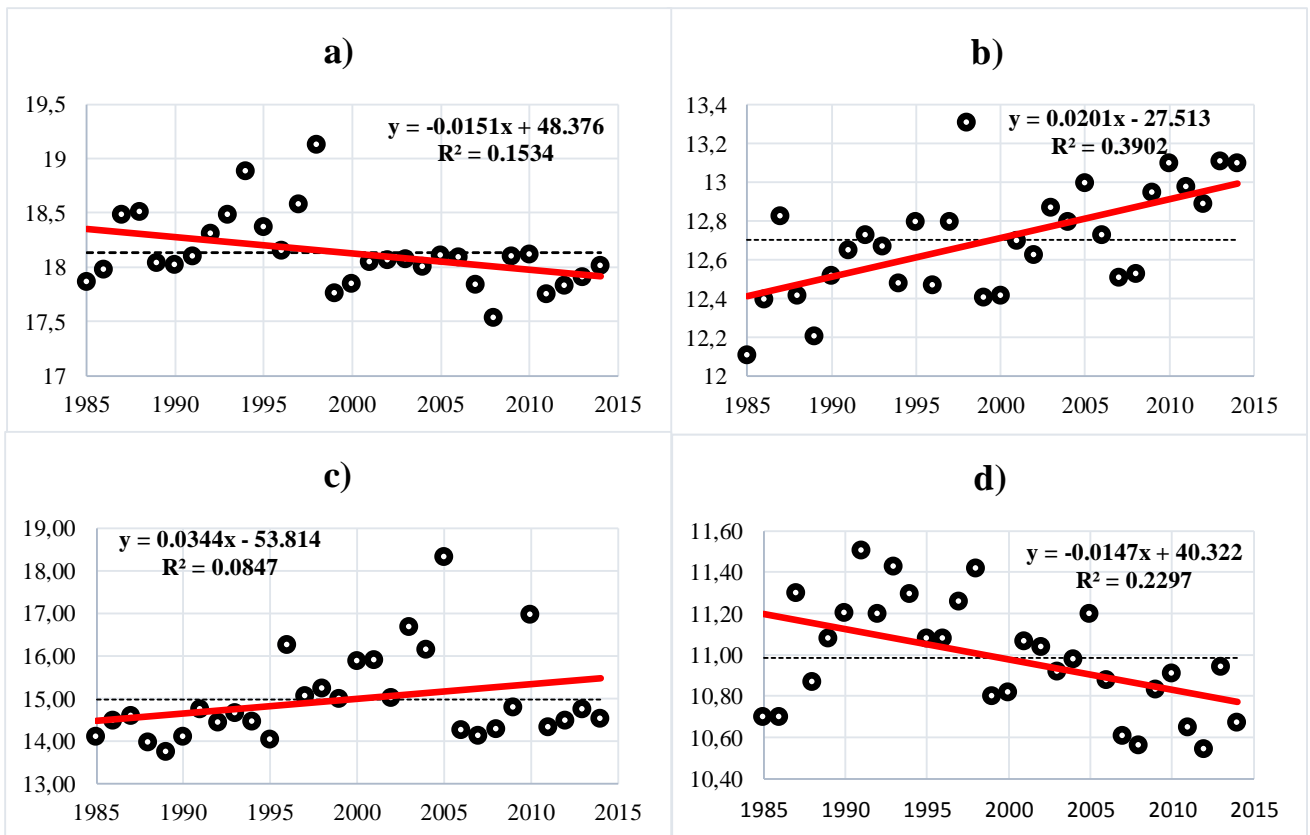 a)
19,5
19
18,5
18
17,5
17
y = -0.0151x + 48.376
R² = 0.1534
1985 1990 1995 2000 2005 2010 2015
b)
13,4
13,2
13
12,8
12,6
12,4
12,2
12
y = 0.0201x - 27.513
R² = 0.3902
1985 1990 1995 2000 2005 2010 2015
c)
19,00
18,00
17,00
16,00
15,00
14,00
13,00
y = 0.0344x - 53.814
R² = 0.0847
1985 1990 1995 2000 2005 2010 2015
d)
11,60
11,40
11,20
11,00
10,80
10,60
10,40
y = -0.0147x + 40.322
R² = 0.2297
1985 1990 1995 2000 2005 2010 2015